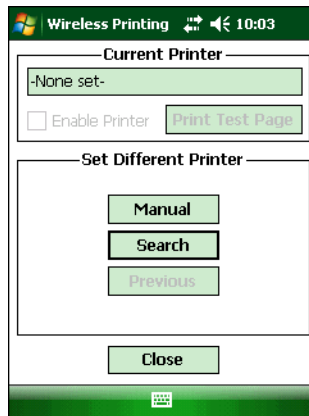 Wireless Printing 10:03
Current Printer
-None set-
Enable Printer Print Test Page
Set Different Printer
Manual
Search
Previous
Close